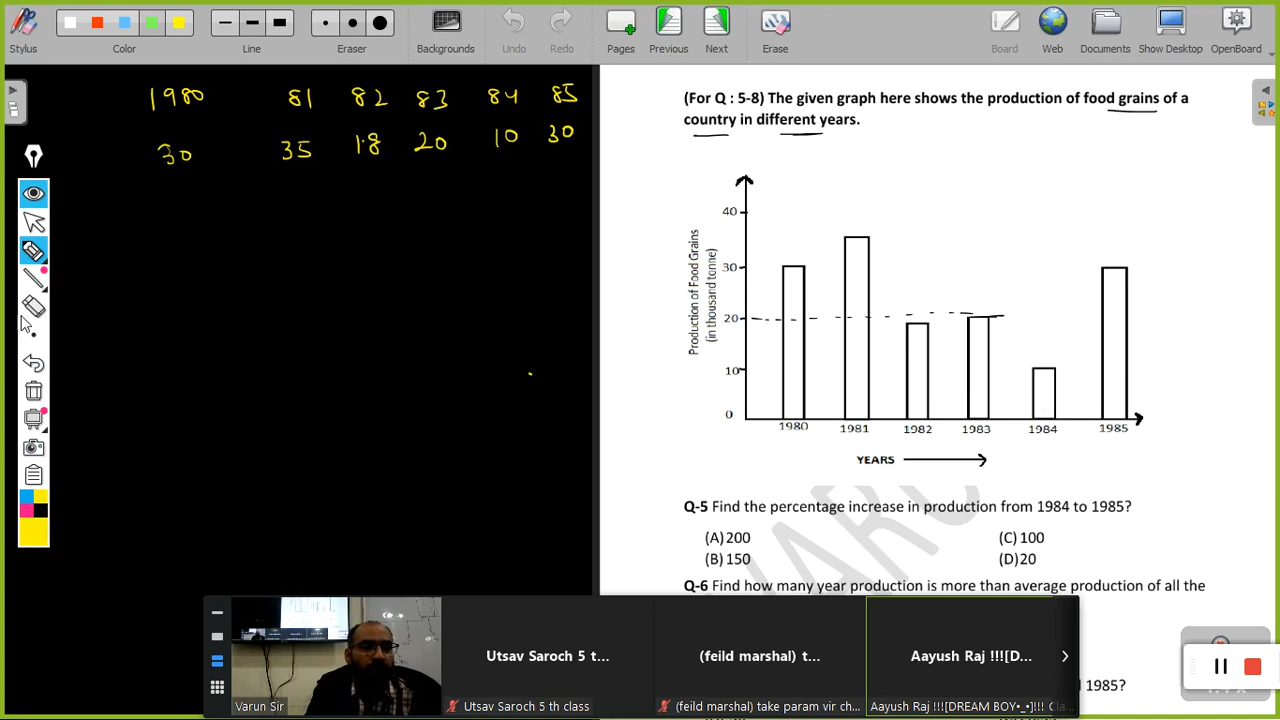 Stylus
Color
Line
Eraser
Backgrounds
Undo
Redo
Pages
Previous
Next
Erase
Board
Web
Documents
Show Desktop
OpenBoard
1980 81 82 83 84 85
30 35 18 20 10 30
(For Q : 5-8) The given graph here shows the production of food grains of a
country in different years.
Production of Food Grains
(in thousand tonne)
40
30
20
10
0
1980 1981 1982 1983 1984 1985
YEARS
Q-5 Find the percentage increase in production from 1984 to 1985?
(A) 200 (C) 100
(B) 150 (D) 20
Q-6 Find how many year production is more than average production of all the
1985?
Varun Sir
Utsav Saroch 5 t...
Utsav Saroch 5 th class
(feild marshal) t...
(feild marshal) take param vir ch...
Aayush Raj !!![D...
Aayush Raj !!![DREAM BOY•_•]!!! Cla...